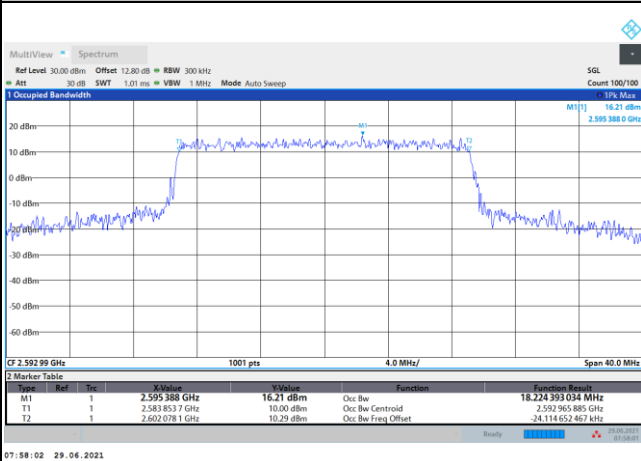 MultiView Spectrum
Ref Level 30.00 dBm Offset 12.80 dB RBW 300 kHz SGL
Att 30 dB SWT 1.01 ms VBW 1 MHz Mode Auto Sweep Count 100/100
1 Occupied Bandwidth 1Pk Max
M1[1] 16.21 dBm
2.595 388 0 GHz
M1
20 dBm
T1 T2
10 dBm
0 dBm
-10 dBm
-20 dBm
-30 dBm
-40 dBm
-50 dBm
-60 dBm
CF 2.592 99 GHz 1001 pts 4.0 MHz/ Span 40.0 MHz
2 Marker Table
Type Ref Trc X-Value Y-Value Function Function Result
M1 1 2.595 388 GHz 16.21 dBm Occ Bw 18.224 393 034 MHz
T1 1 2.583 853 7 GHz 10.00 dBm Occ Bw Centroid 2.592 965 885 GHz
T2 1 2.602 078 1 GHz 10.29 dBm Occ Bw Freq Offset -24.114 652 467 kHz
Ready 29.06.2021
07:58:01
07:58:02 29.06.2021